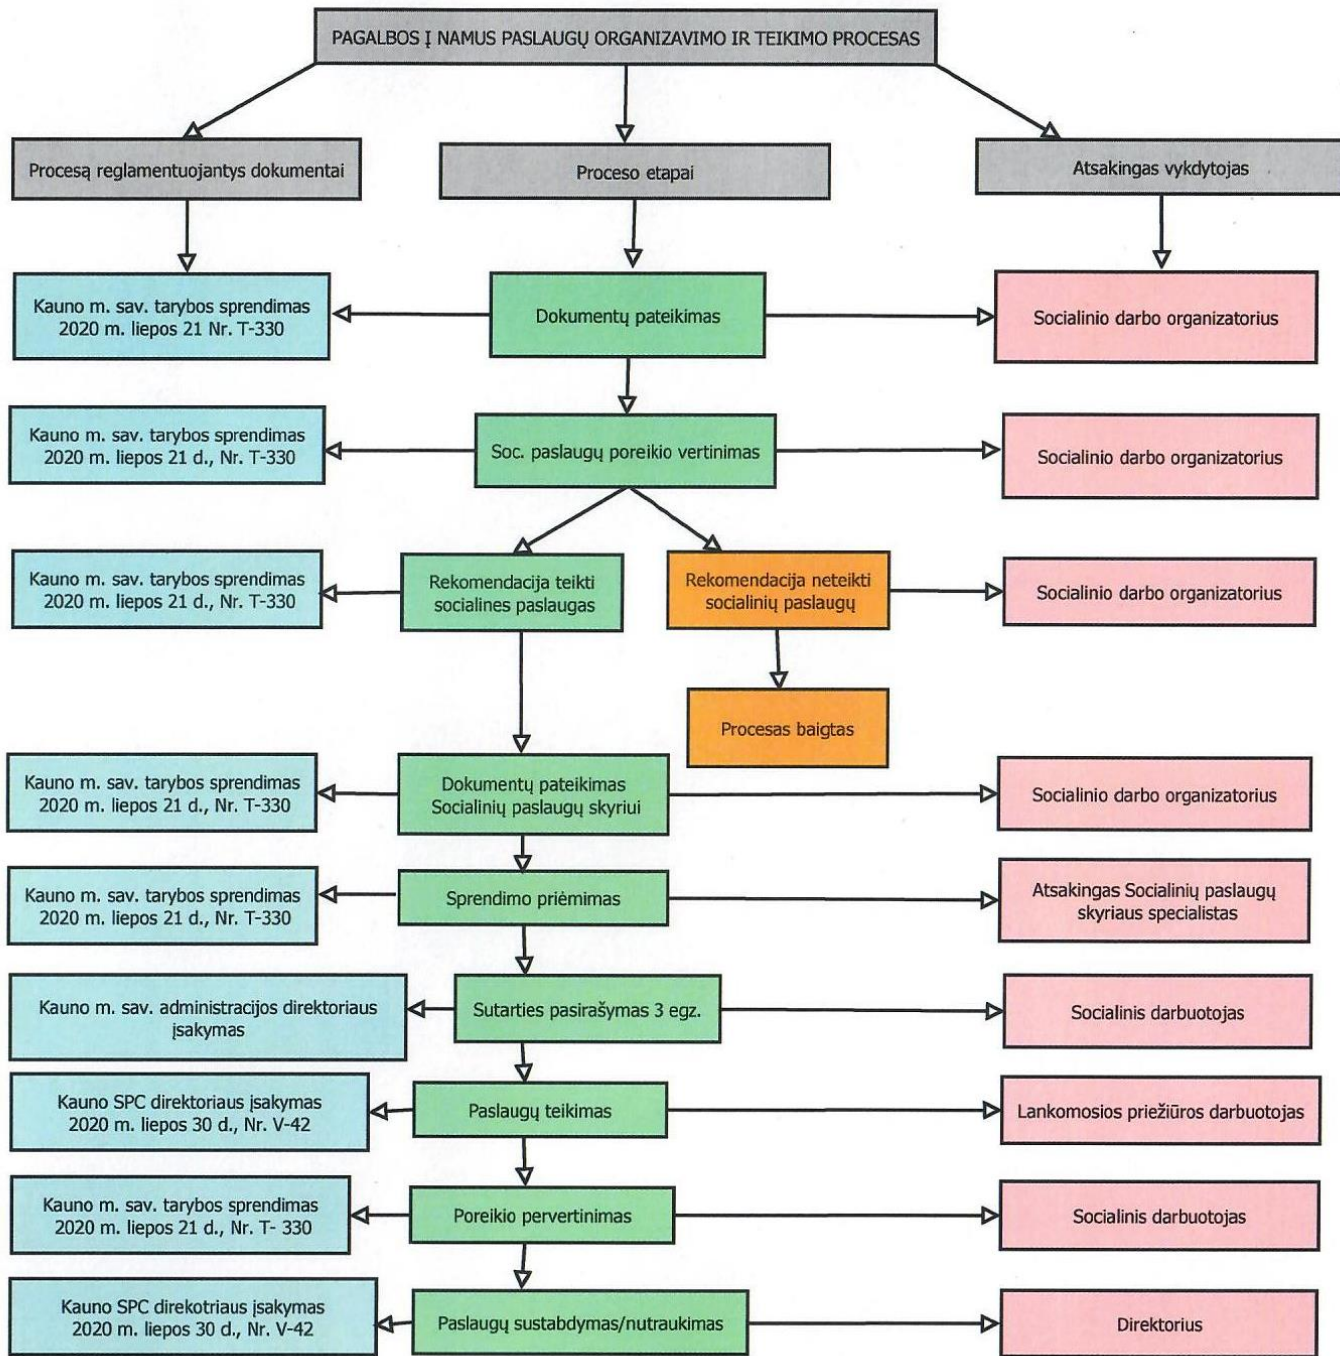 PAGALBOS Į NAMUS PASLAUGŲ ORGANIZAVIMO IR TEIKIMO PROCESAS
Procesą reglamentuojantys dokumentai
Proceso etapai
Atsakingas vykdytojas
Kauno m. sav. tarybos sprendimas
2020 m. liepos 21 Nr. T-330
Dokumentų pateikimas
Socialinio darbo organizatorius
Kauno m. sav. tarybos sprendimas
2020 m. liepos 21 d., Nr. T-330
Soc. paslaugų poreikio vertinimas
Socialinio darbo organizatorius
Kauno m. sav. tarybos sprendimas
2020 m. liepos 21 d., Nr. T-330
Rekomendacija teikti
socialines paslaugas
Rekomendacija neteikti
socialinių paslaugų
Socialinio darbo organizatorius
Procesas baigtas
Kauno m. sav. tarybos sprendimas
2020 m. liepos 21 d., Nr. T-330
Dokumentų pateikimas
Socialinių paslaugų skyriui
Socialinio darbo organizatorius
Kauno m. sav. tarybos sprendimas
2020 m. liepos 21 d., Nr. T-330
Sprendimo priėmimas
Atsakingas Socialinių paslaugų
skyriaus specialistas
Kauno m. sav. administracijos direktoriaus
įsakymas
Sutarties pasirašymas 3 egz.
Socialinis darbuotojas
Kauno SPC direktoriaus įsakymas
2020 m. liepos 30 d., Nr. V-42
Paslaugų teikimas
Lankomosios priežiūros darbuotojas
Kauno m. sav. tarybos sprendimas
2020 m. liepos 21 d., Nr. T- 330
Poreikio pervertinimas
Socialinis darbuotojas
Kauno SPC direkotriaus įsakymas
2020 m. liepos 30 d., Nr. V-42
Paslaugų sustabdymas/nutraukimas
Direktorius